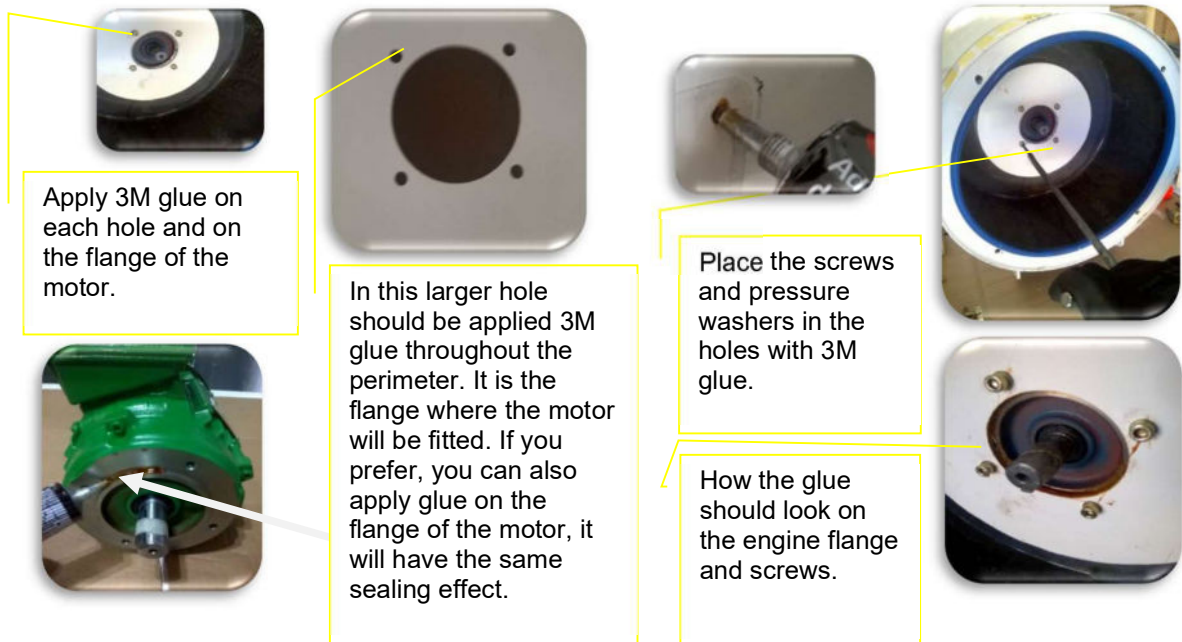 Apply 3M glue on
each hole and on
the flange of the
motor.
In this larger hole
should be applied 3M
glue throughout the
perimeter. It is the
flange where the motor
will be fitted. If you
prefer, you can also
apply glue on the
flange of the motor, it
will have the same
sealing effect.
Place the screws
and pressure
washers in the
holes with 3M
glue.
How the glue
should look on
the engine flange
and screws.